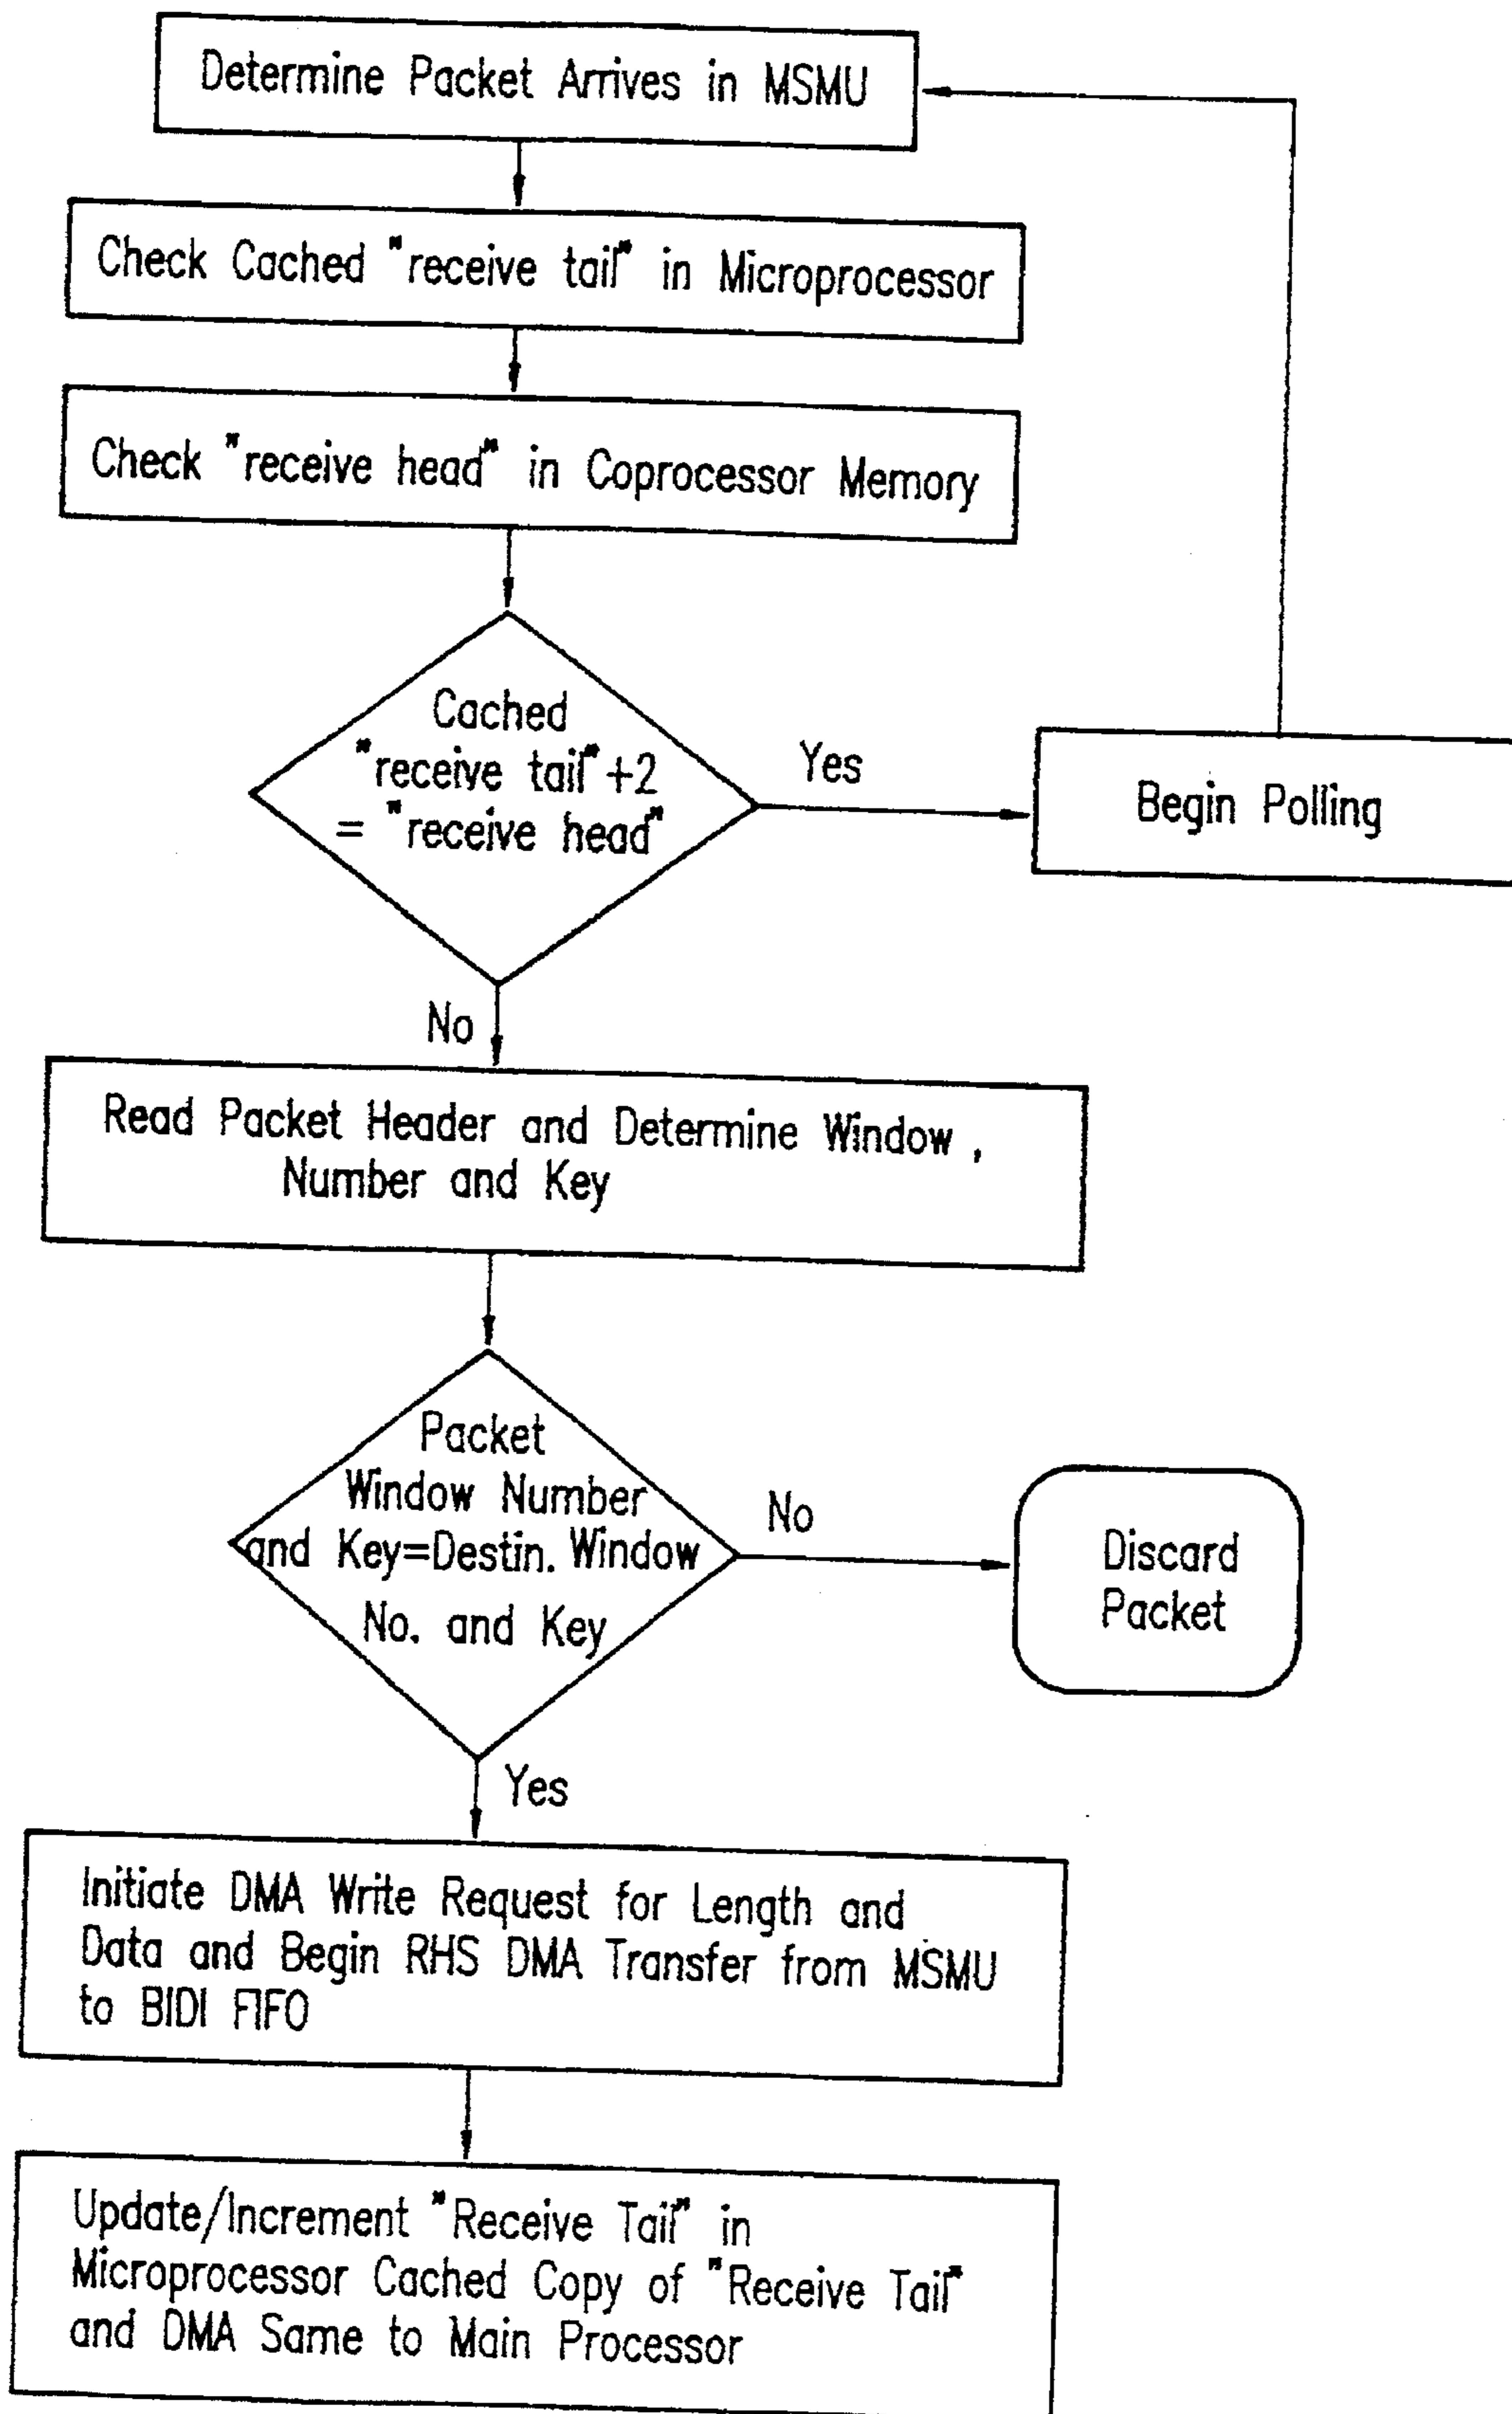 Determine Packet Arrives in MSMU
Check Cached "receive tail" in Microprocessor
Check "receive head" in Coprocessor Memory
Cached
"receive tail"+2
= "receive head"
Yes
Begin Polling
No
Read Packet Header and Determine Window ,
Number and Key
Packet
Window Number
and Key=Destin. Window
No. and Key
No
Discard
Packet
Yes
Initiate DMA Write Request for Length and
Data and Begin RHS DMA Transfer from MSMU
to BIDI FIFO
Update/Increment "Receive Tail" in
Microprocessor Cached Copy of "Receive Tail"
and DMA Same to Main Processor